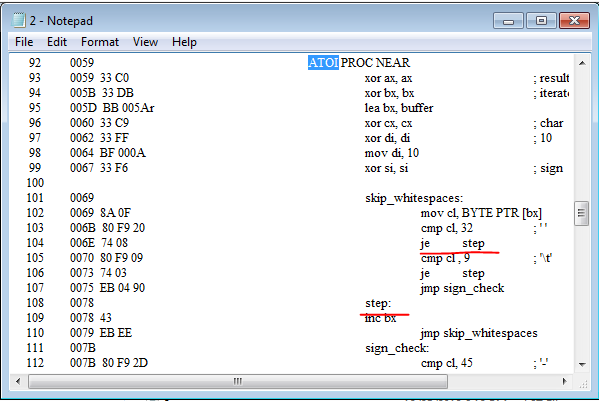 2 - Notepad
File Edit Format View Help
92 0059 ATOI PROC NEAR
93 0059 33 C0 xor ax, ax ; result
94 005B 33 DB xor bx, bx ; iterato
95 005D BB 005Ar lea bx, buffer
96 0060 33 C9 xor cx, cx ; char
97 0062 33 FF xor di, di ; 10
98 0064 BF 000A mov di, 10
99 0067 33 F6 xor si, si ; sign
100
101 0069 skip_whitespaces:
102 0069 8A 0F mov cl, BYTE PTR [bx]
103 006B 80 F9 20 cmp cl, 32 ; ' '
104 006E 74 08 je step
105 0070 80 F9 09 cmp cl , 9 ; '\t'
106 0073 74 03 je step
107 0075 EB 04 90 jmp sign_check
108 0078 step:
109 0078 43 inc bx
110 0079 EB EE jmp skip_whitespaces
111 007B sign_check:
112 007B 80 F9 2D cmp cl, 45 ; '-'